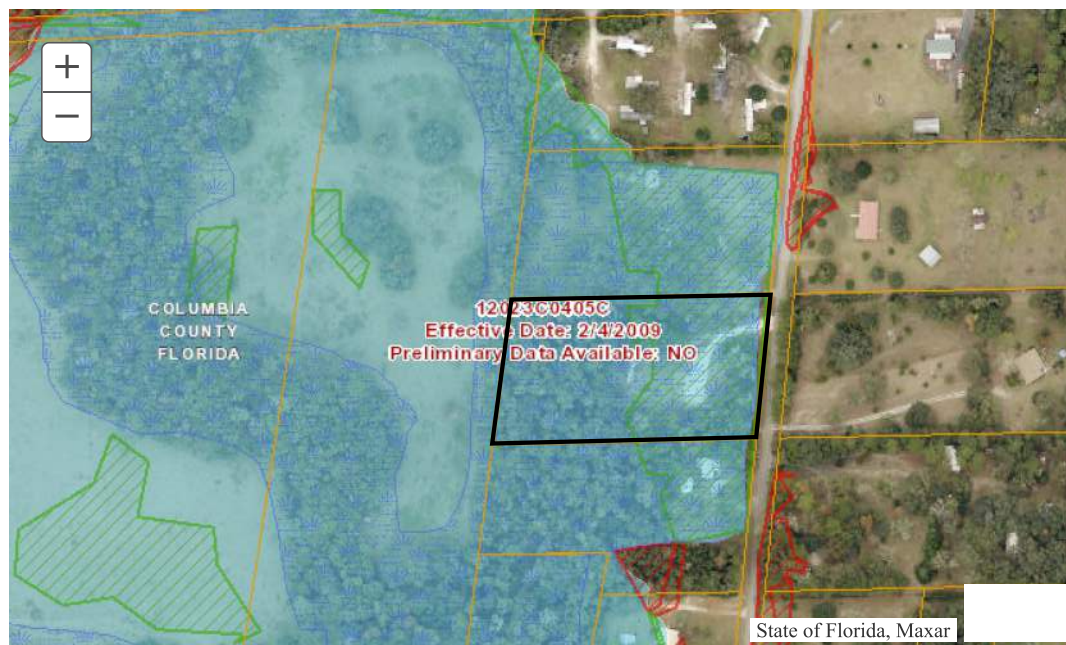 +
−
12023C0405C
Effective Date: 2/4/2009
Preliminary Data Available: NO
COLUMBIA
COUNTY
FLORIDA
State of Florida, Maxar